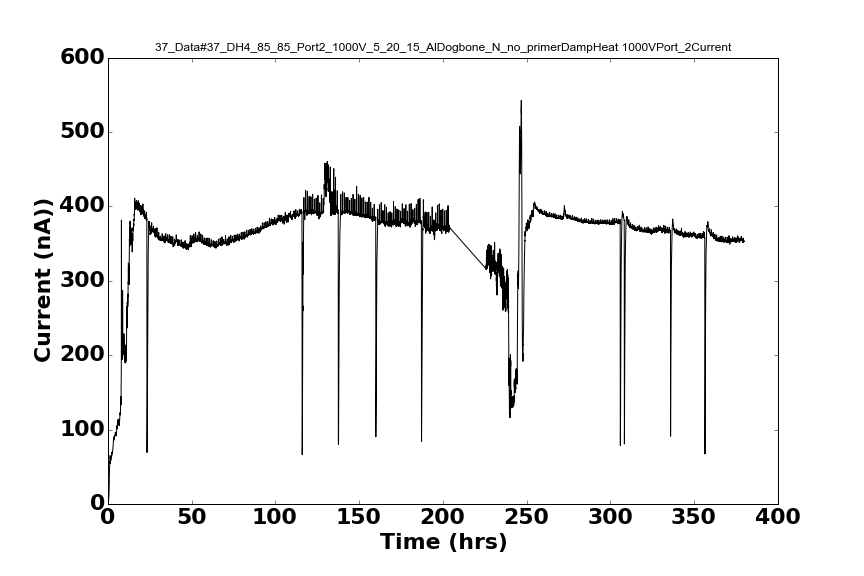 37_Data#37_DH4_85_85_Port2_1000V_5_20_15_AlDogbone_N_no_primerDampHeat 1000VPort_2Current
600
500
400
300
200
100
0
Current (nA))
0 50 100 150 200 250 300 350 400
Time (hrs)